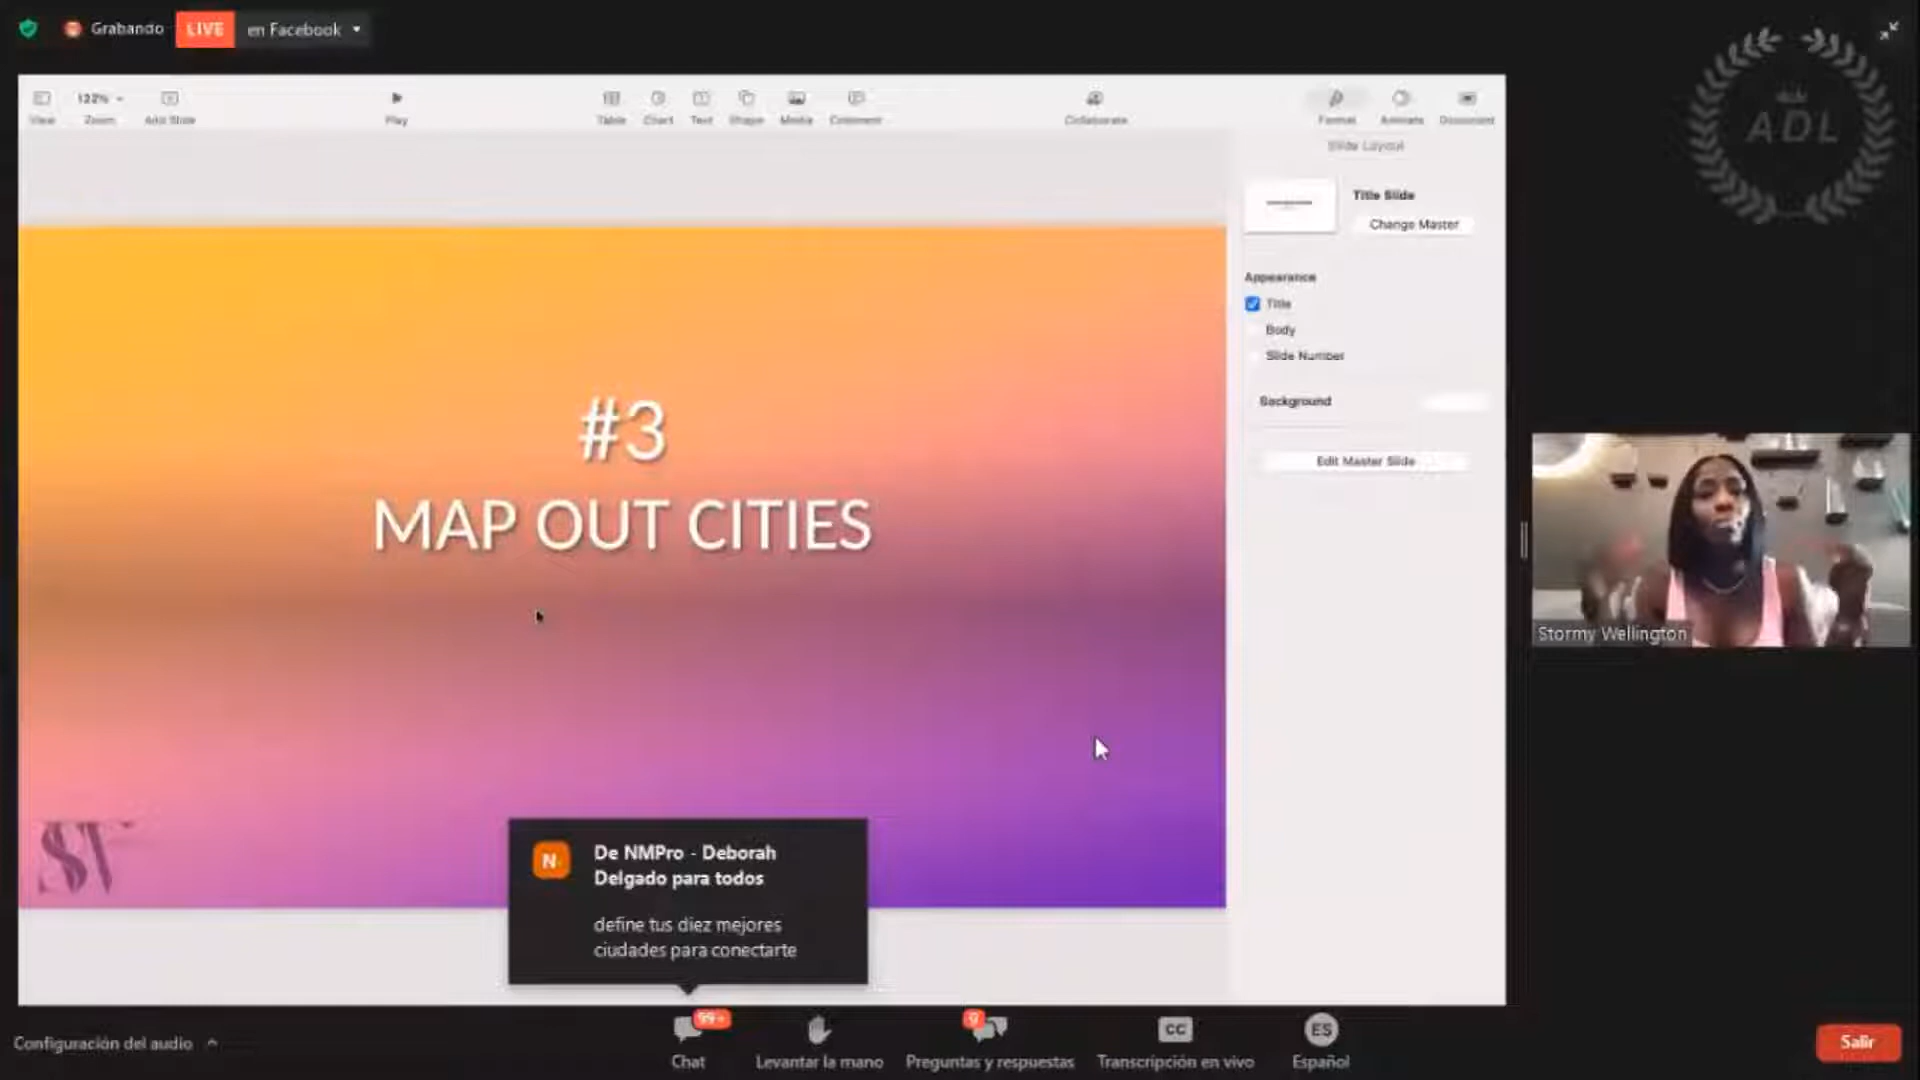 Grabando
LIVE
en Facebook
ADL
View
122%
Zoom
Add Slide
Play
Table
Chart
Text
Shape
Media
Comment
Collaborate
Format
Animate
Document
Slide Layout
Title Slide
Change Master
Appearance
Title
Body
Slide Number
Background
Edit Master Slide
#3
MAP OUT CITIES
Stormy Wellington
N
De NMPro - Deborah
Delgado para todos
define tus diez mejores
ciudades para conectarte
Configuración del audio
99+
Chat
Levantar la mano
9
Preguntas y respuestas
CC
Transcripción en vivo
ES
Español
Salir